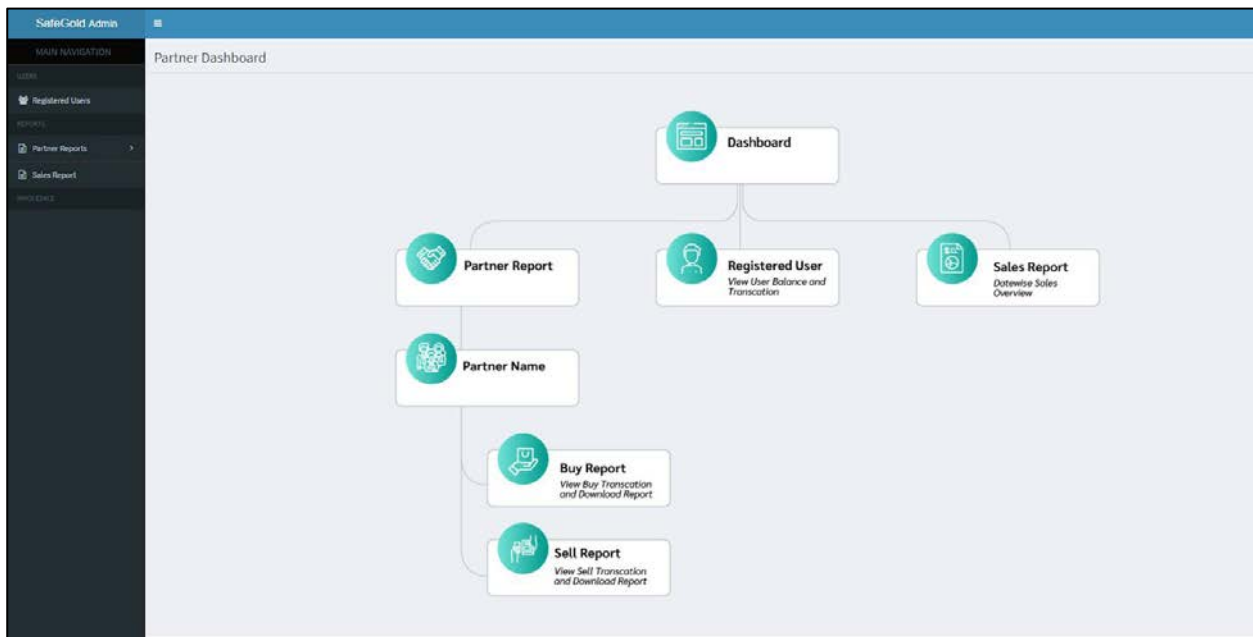 SafeGold Admin
MAIN NAVIGATION
Partner Dashboard
USERS
Registered Users
REPORTS
Partner Reports
Sales Report
Dashboard
Partner Report
Registered User
View User Balance and
Transcation
Sales Report
Datewise Sales
Overview
Partner Name
Buy Report
View Buy Transcation
and Download Report
Sell Report
View Sell Transcation
and Download Report